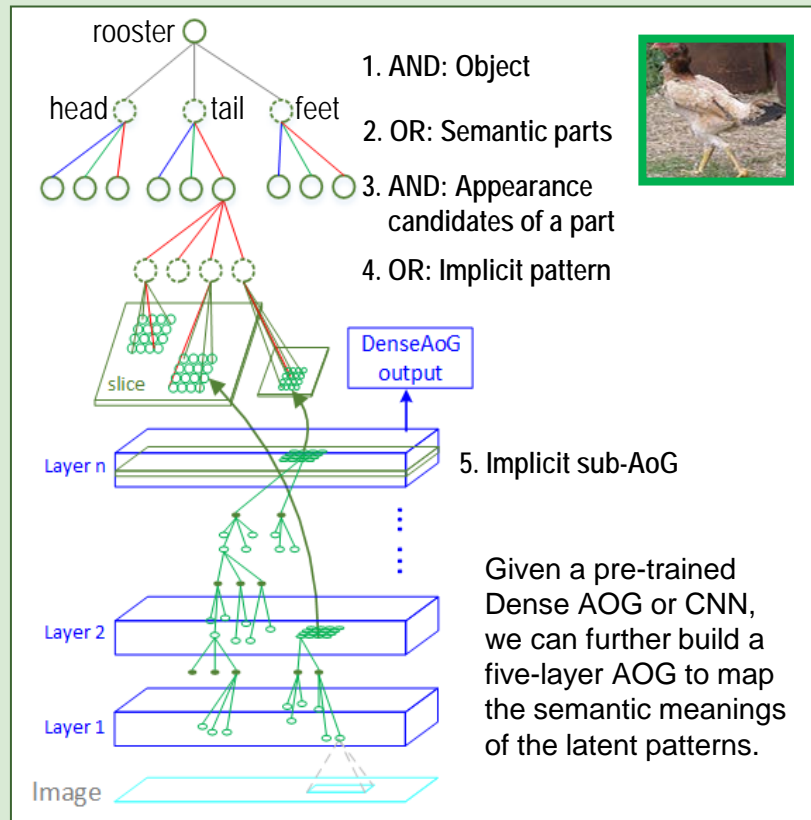 rooster
head
tail
feet
1. AND: Object
2. OR: Semantic parts
3. AND: Appearance
candidates of a part
4. OR: Implicit pattern
slice
DenseAoG
output
Layer n
5. Implicit sub-AoG
Layer 2
Layer 1
Image
Given a pre-trained
Dense AOG or CNN,
we can further build a
five-layer AOG to map
the semantic meanings
of the latent patterns.